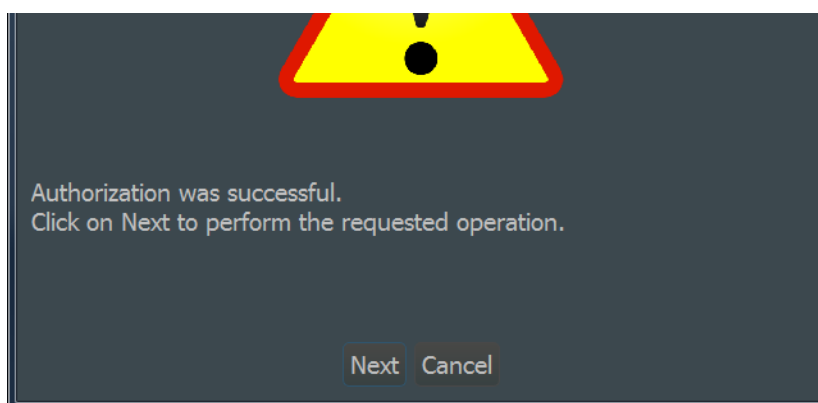 Authorization was successful.
Click on Next to perform the requested operation.
Next Cancel